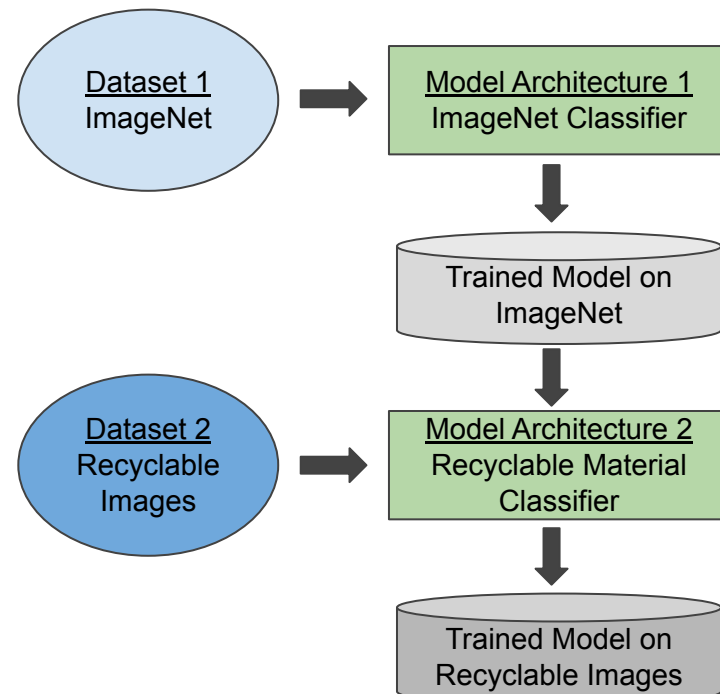 Dataset 1
ImageNet
Model Architecture 1
ImageNet Classifier
Trained Model on
ImageNet
Dataset 2
Recyclable
Images
Model Architecture 2
Recyclable Material
Classifier
Trained Model on
Recyclable Images